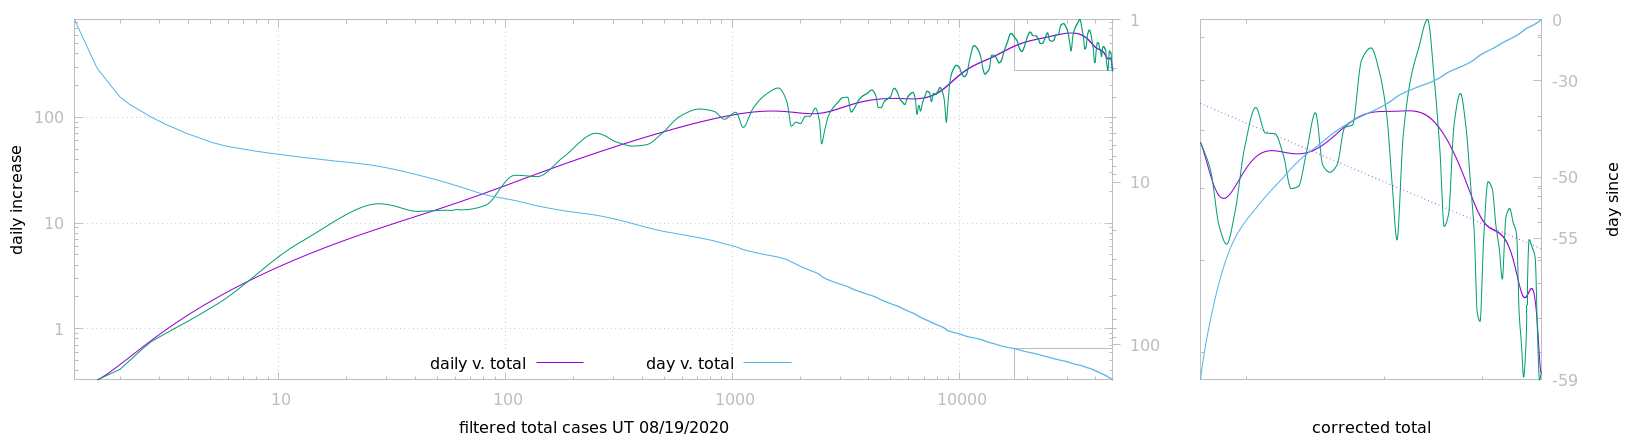 daily increase
100
10
1
10
100
1000
10000
filtered total cases UT 08/19/2020
daily v. total
day v. total
1
10
100
0
-30
-50
-55
-59
day since
corrected total